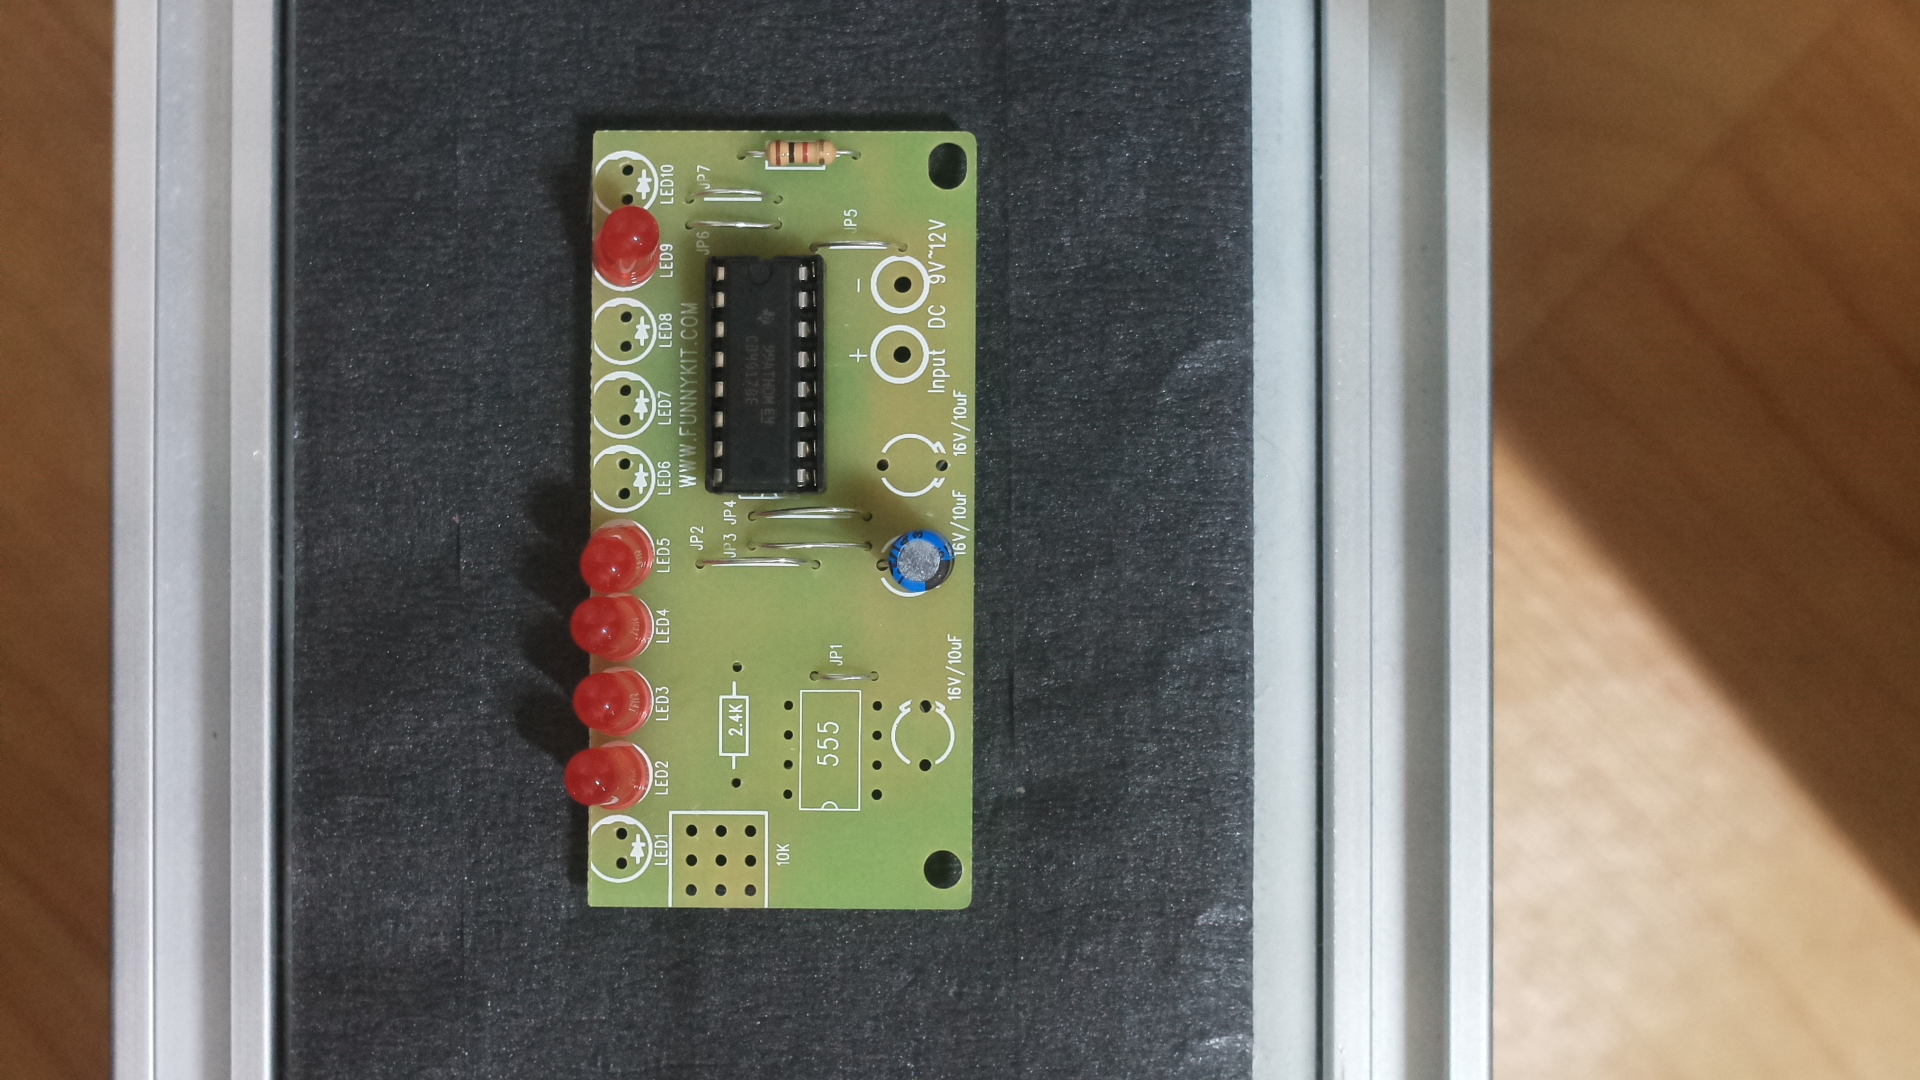 LED10
LED9
LED8
LED7
LED6
LED5
LED4
LED3
LED2
LED1
JP7
JP6
JP5
WWW.FUNNYKIT.COM
CD4017BE
Input DC 9V~12V
-
+
16V/10uF
16V/10uF
JP4
JP2
JP3
JP1
16V/10uF
2.4K
555
10K